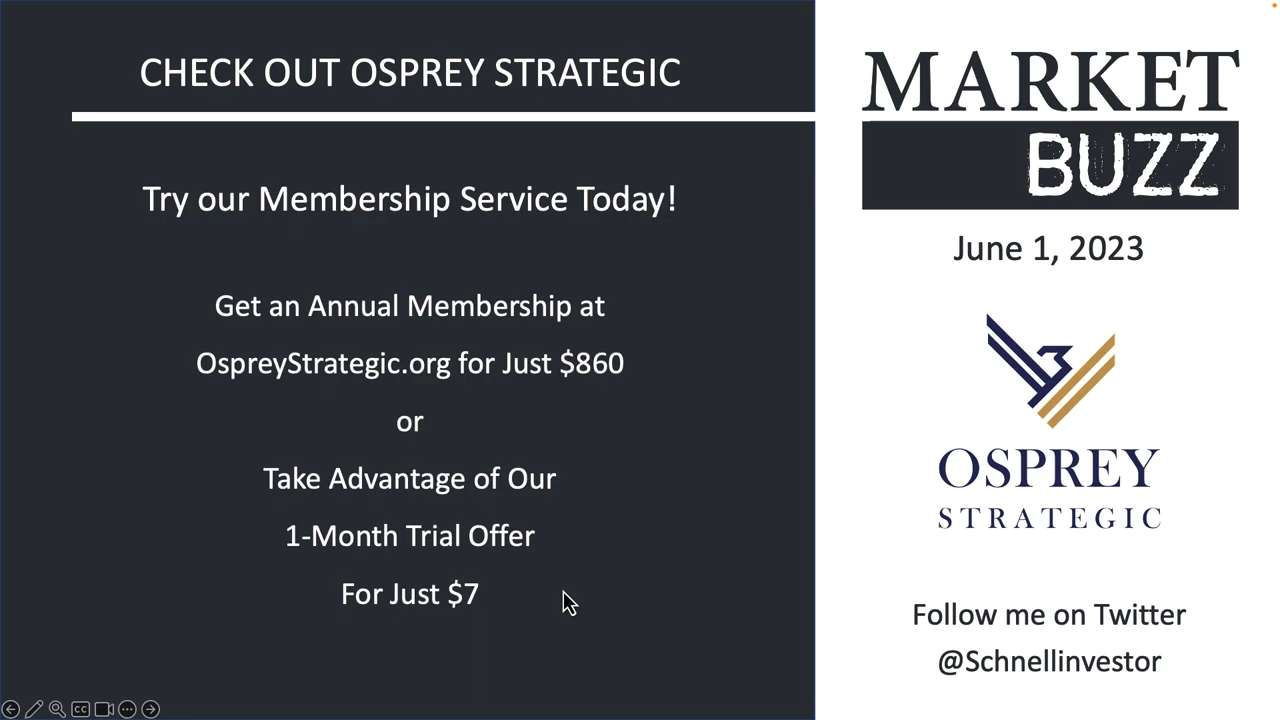 CHECK OUT OSPREY STRATEGIC
Try our Membership Service Today!
Get an Annual Membership at
OspreyStrategic.org for Just $860
or
Take Advantage of Our
1-Month Trial Offer
For Just $7
MARKET
BUZZ
June 1, 2023
OSPREY
STRATEGIC
Follow me on Twitter
@Schnellinvestor
CC